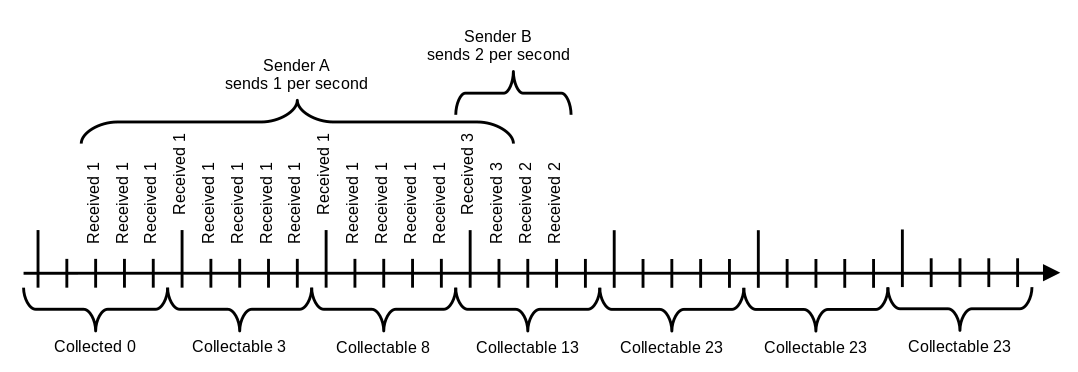 Sender B
sends 2 per second
Sender A
sends 1 per second
Received 1
Received 1
Received 1
Received 1
Received 1
Received 1
Received 1
Received 1
Received 1
Received 1
Received 1
Received 1
Received 1
Received 3
Received 3
Received 2
Received 2
Collected 0
Collectable 3
Collectable 8
Collectable 13
Collectable 23
Collectable 23
Collectable 23